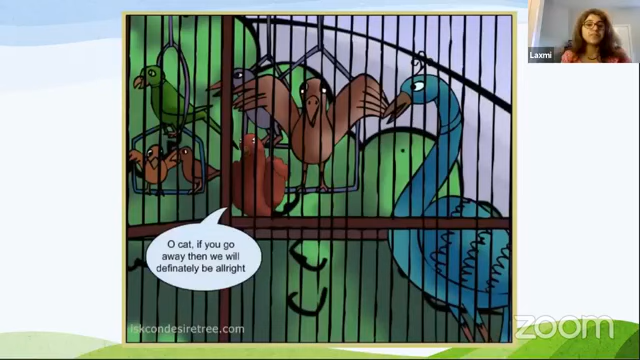 Laxmi
O cat, if you go
away then we will
definately be allright
iskcondesiretree.com
zoom